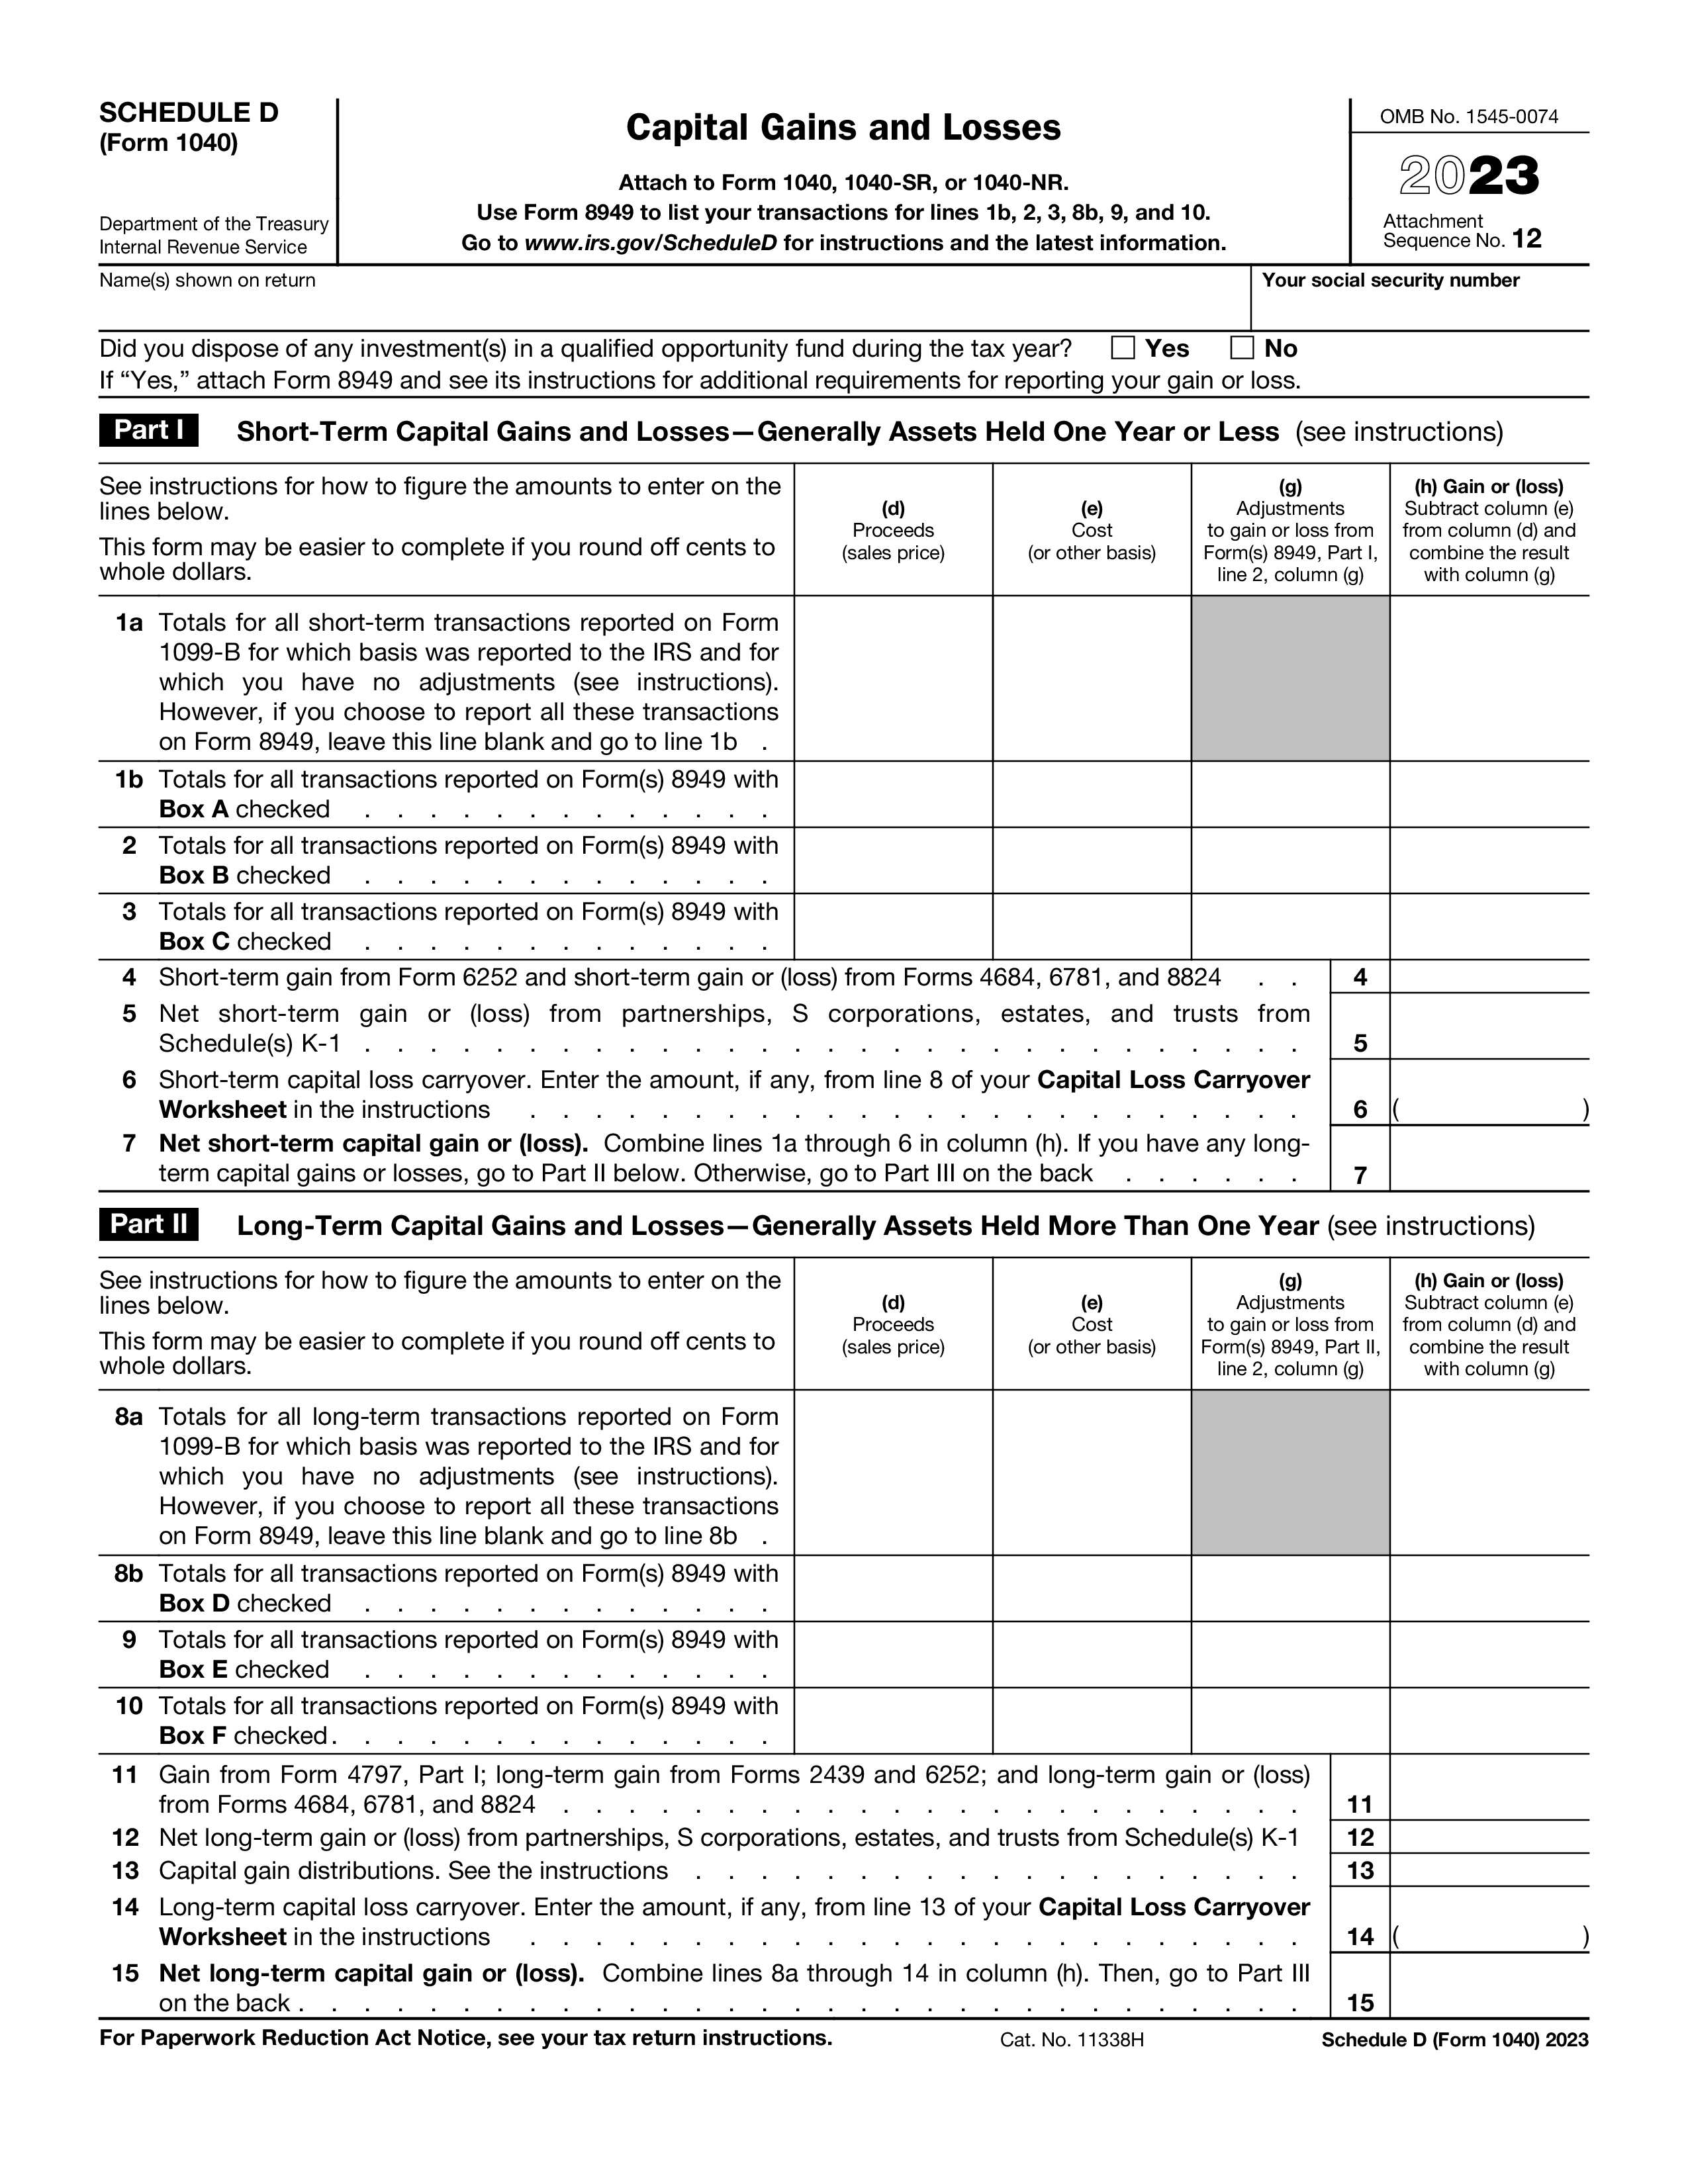 SCHEDULE D
(Form 1040)
Department of the Treasury
Internal Revenue Service
Capital Gains and Losses
Attach to Form 1040, 1040-SR, or 1040-NR.
Use Form 8949 to list your transactions for lines 1b, 2, 3, 8b, 9, and 10.
Go to www.irs.gov/ScheduleD for instructions and the latest information.
OMB No. 1545-0074
2023
Attachment
Sequence No. 12
Name(s) shown on return
Your social security number
Did you dispose of any investment(s) in a qualified opportunity fund during the tax year? Yes No
If “Yes,” attach Form 8949 and see its instructions for additional requirements for reporting your gain or loss.
Part I Short-Term Capital Gains and Losses—Generally Assets Held One Year or Less (see instructions)
See instructions for how to figure the amounts to enter on the
lines below.
This form may be easier to complete if you round off cents to
whole dollars.
(d)
Proceeds
(sales price)
(e)
Cost
(or other basis)
(g)
Adjustments
to gain or loss from
Form(s) 8949, Part I,
line 2, column (g)
(h) Gain or (loss)
Subtract column (e)
from column (d) and
combine the result
with column (g)
1a Totals for all short-term transactions reported on Form
1099-B for which basis was reported to the IRS and for
which you have no adjustments (see instructions).
However, if you choose to report all these transactions
on Form 8949, leave this line blank and go to line 1b .
1b Totals for all transactions reported on Form(s) 8949 with
Box A checked . . . . . . . . . . . . .
2 Totals for all transactions reported on Form(s) 8949 with
Box B checked . . . . . . . . . . . . .
3 Totals for all transactions reported on Form(s) 8949 with
Box C checked . . . . . . . . . . . . .
4 Short-term gain from Form 6252 and short-term gain or (loss) from Forms 4684, 6781, and 8824 . . 4
5 Net short-term gain or (loss) from partnerships, S corporations, estates, and trusts from
Schedule(s) K-1 . . . . . . . . . . . . . . . . . . . . . . . . . . . . . 5
6 Short-term capital loss carryover. Enter the amount, if any, from line 8 of your Capital Loss Carryover
Worksheet in the instructions . . . . . . . . . . . . . . . . . . . . . . . . 6 ( )
7 Net short-term capital gain or (loss). Combine lines 1a through 6 in column (h). If you have any long-
term capital gains or losses, go to Part II below. Otherwise, go to Part III on the back . . . . . . 7
Part II Long-Term Capital Gains and Losses—Generally Assets Held More Than One Year (see instructions)
See instructions for how to figure the amounts to enter on the
lines below.
This form may be easier to complete if you round off cents to
whole dollars.
(d)
Proceeds
(sales price)
(e)
Cost
(or other basis)
(g)
Adjustments
to gain or loss from
Form(s) 8949, Part II,
line 2, column (g)
(h) Gain or (loss)
Subtract column (e)
from column (d) and
combine the result
with column (g)
8a Totals for all long-term transactions reported on Form
1099-B for which basis was reported to the IRS and for
which you have no adjustments (see instructions).
However, if you choose to report all these transactions
on Form 8949, leave this line blank and go to line 8b .
8b Totals for all transactions reported on Form(s) 8949 with
Box D checked . . . . . . . . . . . . .
9 Totals for all transactions reported on Form(s) 8949 with
Box E checked . . . . . . . . . . . . .
10 Totals for all transactions reported on Form(s) 8949 with
Box F checked . . . . . . . . . . . . . .
11 Gain from Form 4797, Part I; long-term gain from Forms 2439 and 6252; and long-term gain or (loss)
from Forms 4684, 6781, and 8824 . . . . . . . . . . . . . . . . . . . . . . . 11
12 Net long-term gain or (loss) from partnerships, S corporations, estates, and trusts from Schedule(s) K-1 12
13 Capital gain distributions. See the instructions . . . . . . . . . . . . . . . . . . . 13
14 Long-term capital loss carryover. Enter the amount, if any, from line 13 of your Capital Loss Carryover
Worksheet in the instructions . . . . . . . . . . . . . . . . . . . . . . . . 14 ( )
15 Net long-term capital gain or (loss). Combine lines 8a through 14 in column (h). Then, go to Part III
on the back . . . . . . . . . . . . . . . . . . . . . . . . . . . . . . . 15
For Paperwork Reduction Act Notice, see your tax return instructions. Cat. No. 11338H Schedule D (Form 1040) 2023